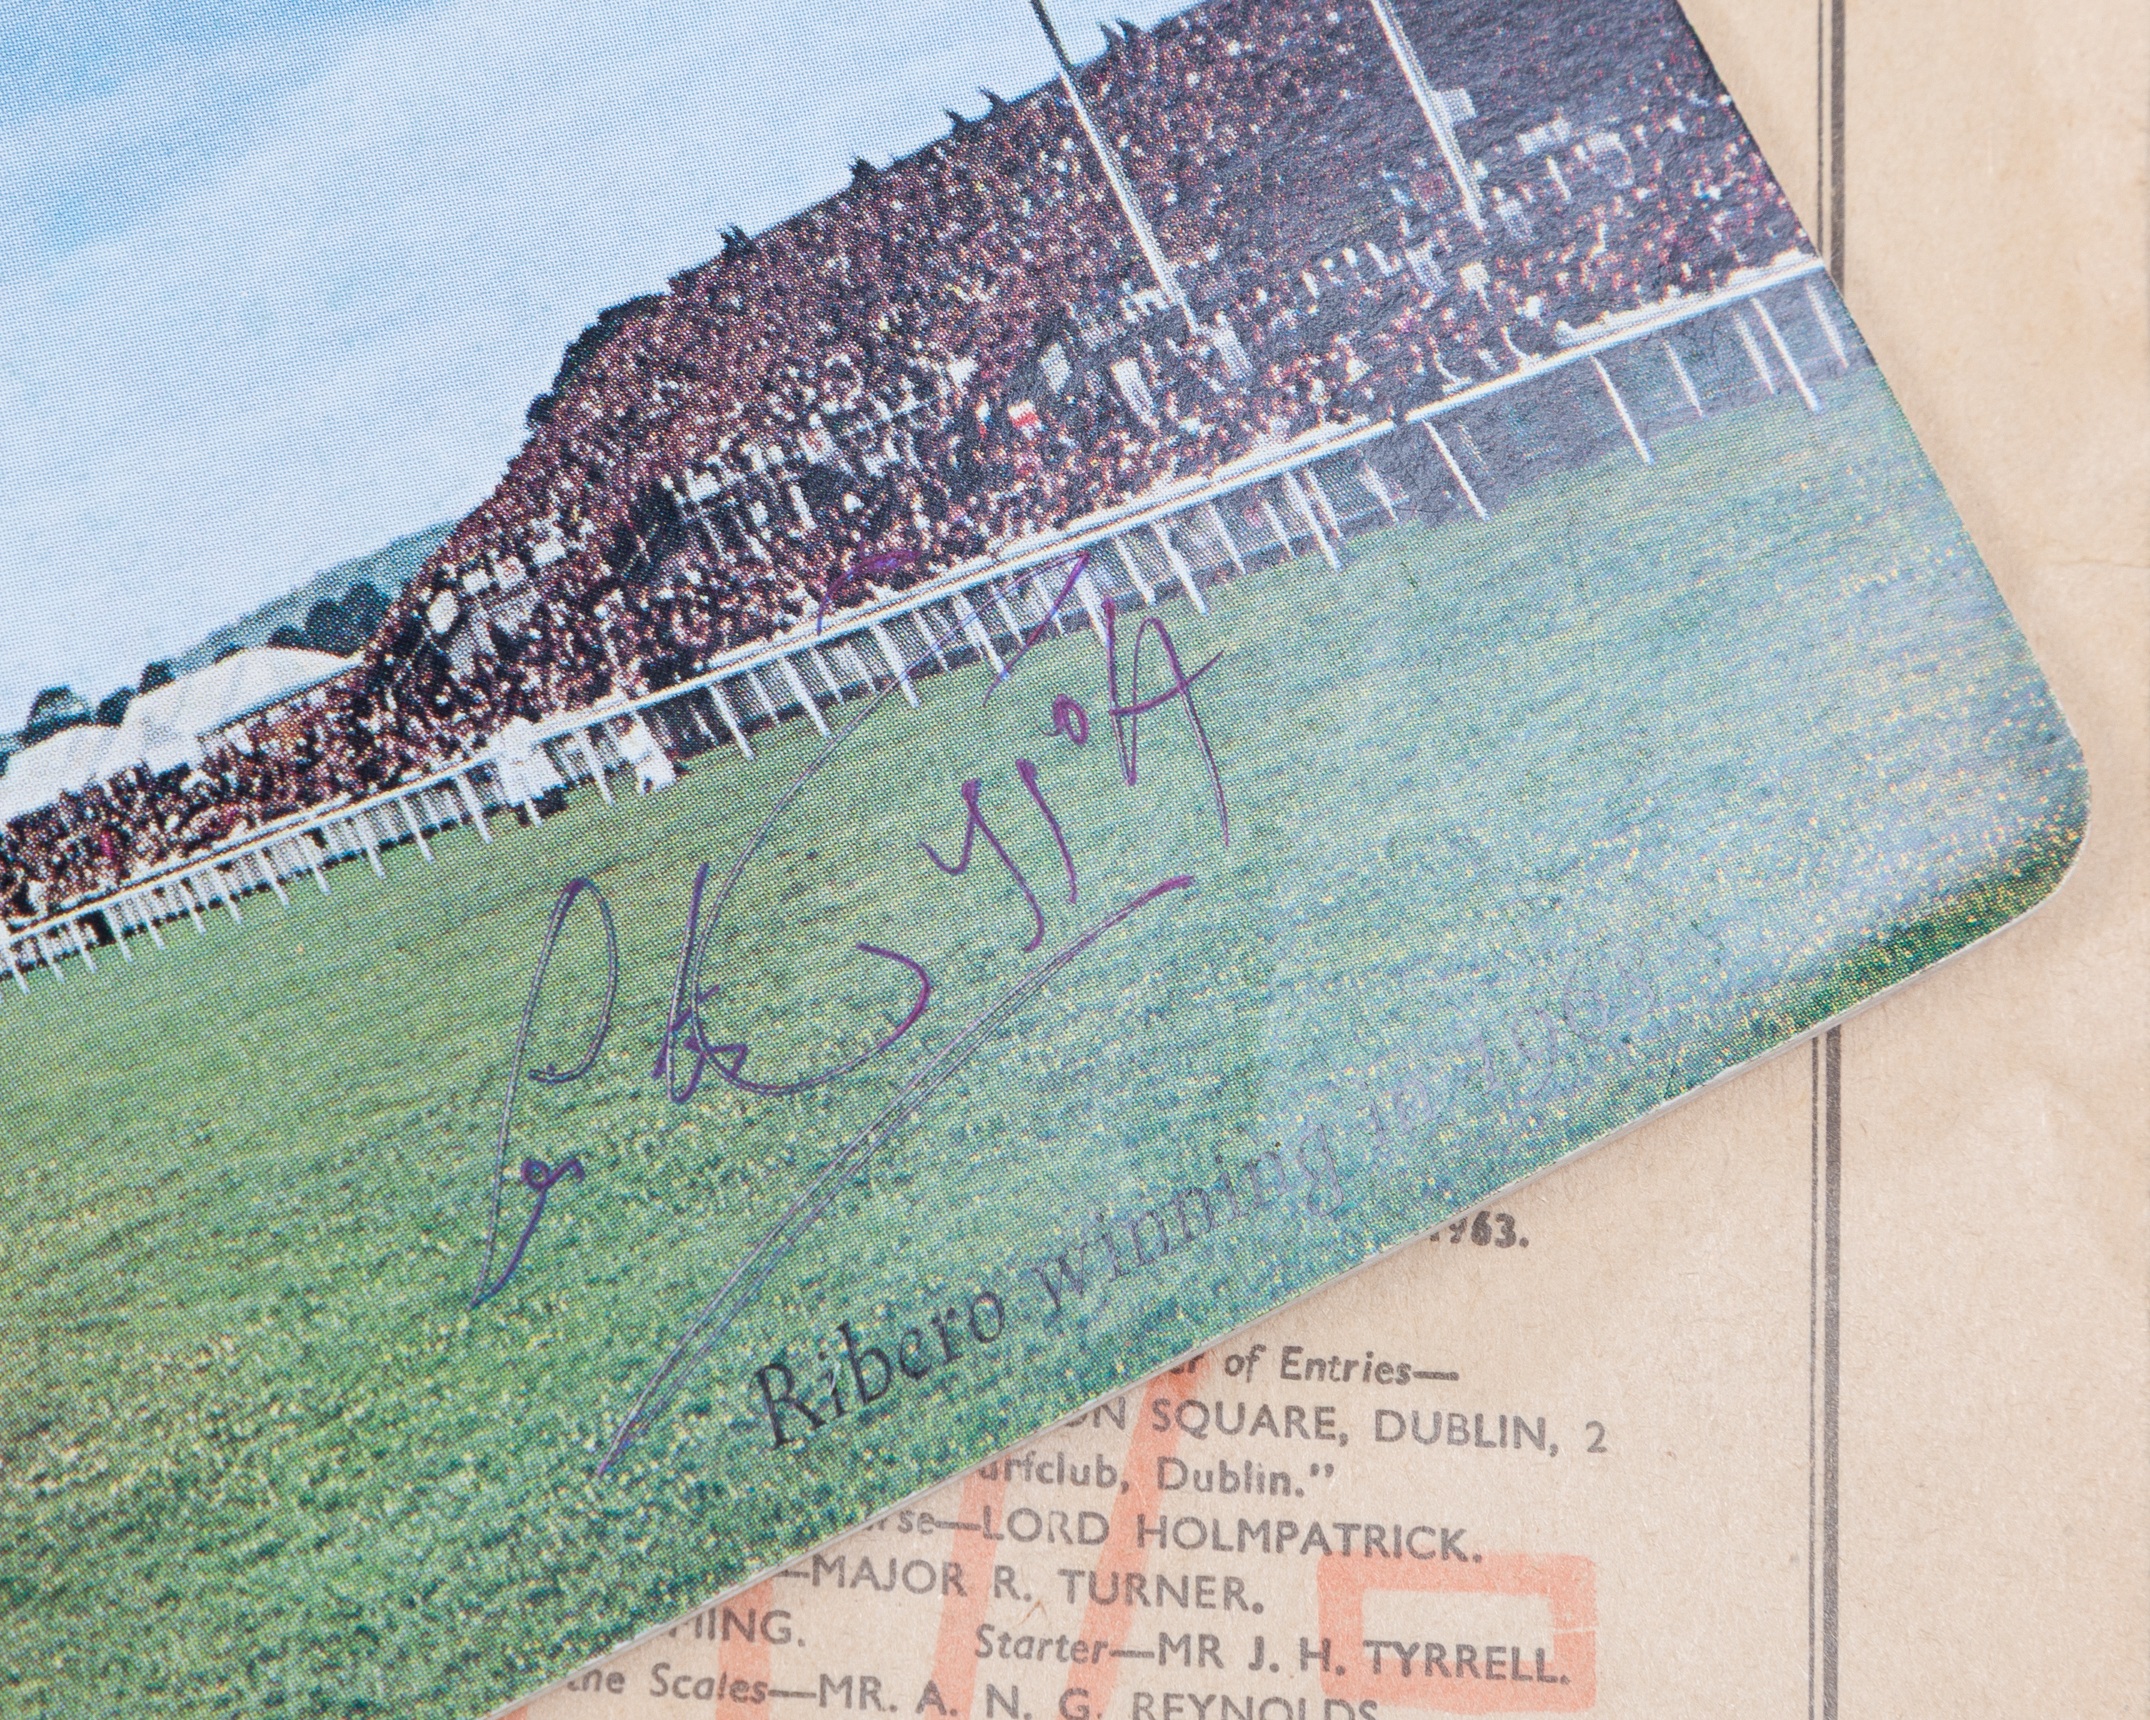 Piggott
Ribero winning in 1968
1963.
of Entries—
SQUARE, DUBLIN, 2
Dublin.”
—LORD HOLMPATRICK.
—MAJOR R. TURNER.
Starter—MR J. H. TYRRELL.
the Scales—MR. A. N. G. REYNOLDS